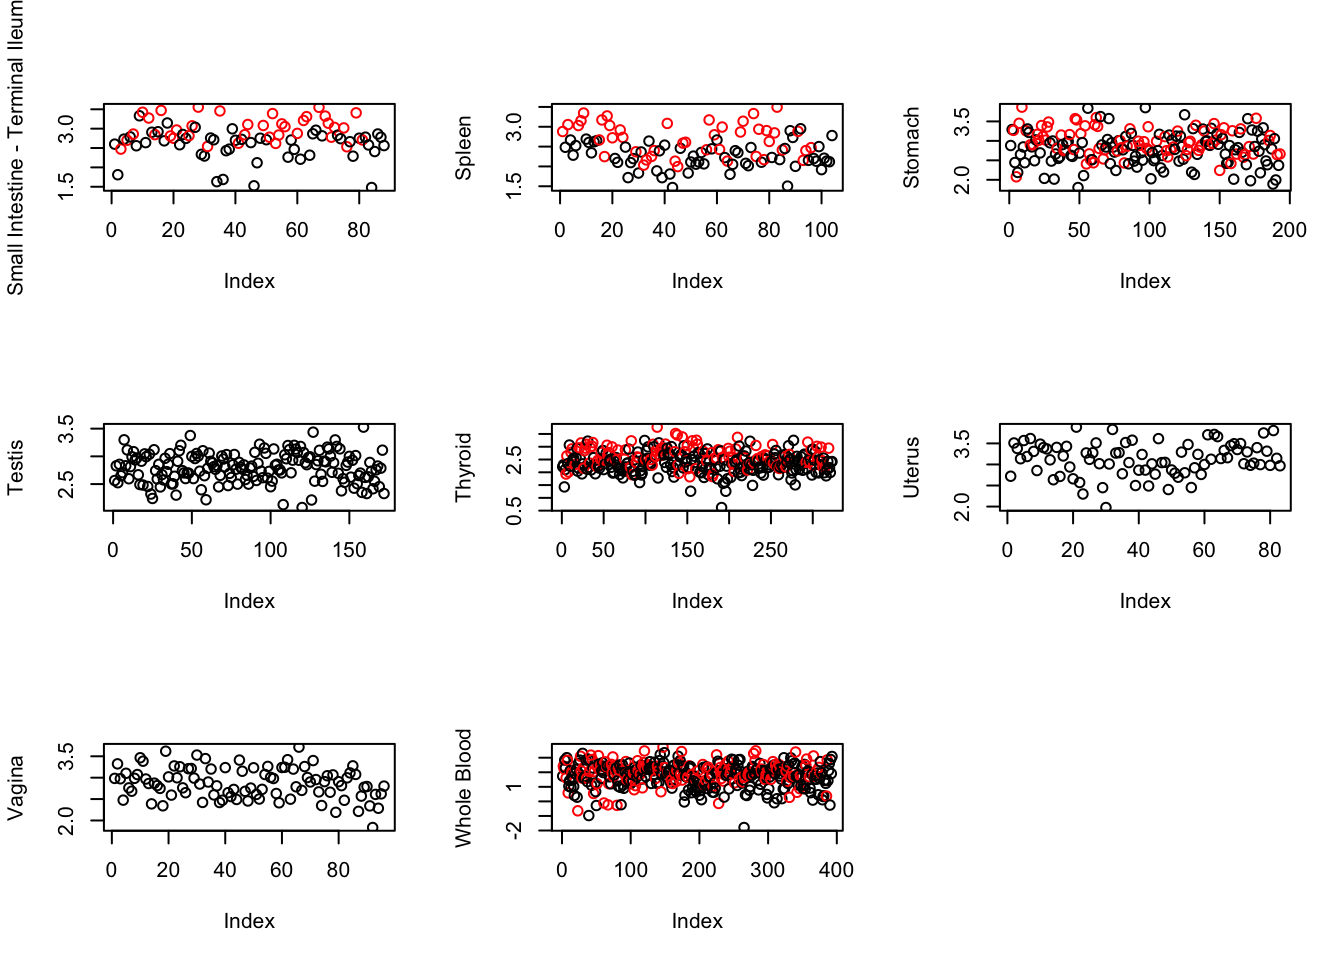 Small Intestine - Terminal Ileum
3.0
1.5
0 20 40 60 80
Index
Spleen
3.0
1.5
0 20 40 60 80 100
Index
Stomach
3.5
2.0
0 50 100 150 200
Index
Testis
3.5
2.5
0 50 100 150
Index
Thyroid
2.5
0.5
0 50 150 250
Index
Uterus
3.5
2.0
0 20 40 60 80
Index
Vagina
3.5
2.0
0 20 40 60 80
Index
Whole Blood
1
-2
0 100 200 300 400
Index